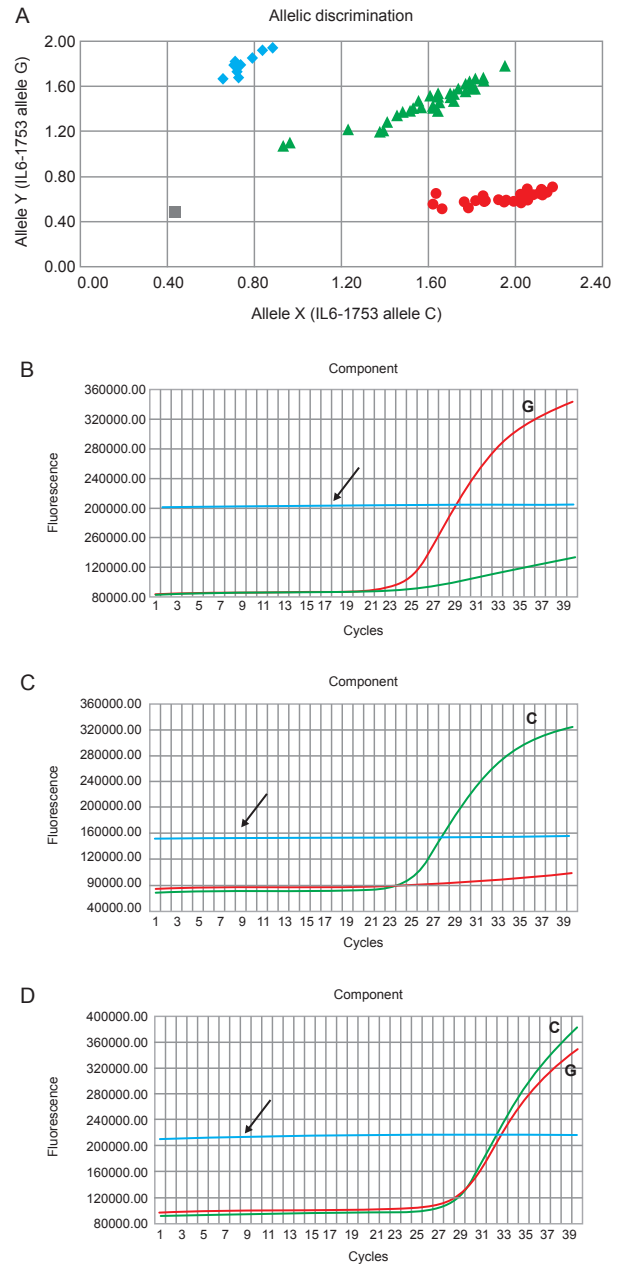 A
Allelic discrimination
Allele Y (IL6-1753 allele G)
2.00
1.60
1.20
0.80
0.40
0.00
0.00 0.40 0.80 1.20 1.60 2.00 2.40
Allele X (IL6-1753 allele C)
B
Component
Fluorescence
360000.00
320000.00
280000.00
240000.00
200000.00
160000.00
120000.00
80000.00
G
1 3 5 7 9 11 13 15 17 19 21 23 25 27 29 31 33 35 37 39
Cycles
C
Component
Fluorescence
360000.00
320000.00
280000.00
240000.00
200000.00
160000.00
120000.00
90000.00
40000.00
C
1 3 5 7 9 11 13 15 17 19 21 23 25 27 29 31 33 35 37 39
Cycles
D
Component
Fluorescence
400000.00
360000.00
320000.00
280000.00
240000.00
200000.00
160000.00
120000.00
80000.00
C
G
1 3 5 7 9 11 13 15 17 19 21 23 25 27 29 31 33 35 37 39
Cycles